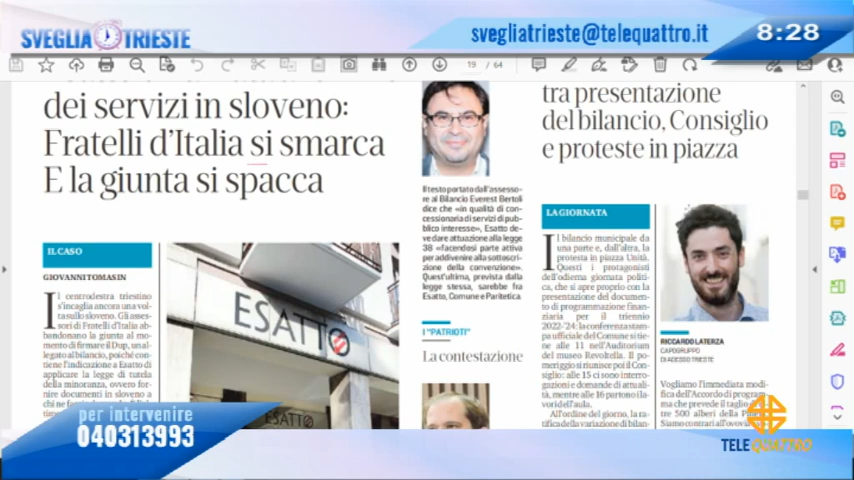 SVEGLIA TRIESTE
svegliatrieste@telequattro.it
8:28
19 / 64
dei servizi in sloveno:
Fratelli d'Italia si smarca
E la giunta si spacca
IL CASO
GIOVANNI TOMASIN
Il centrodestra triestino
s'incaglia ancora una vol-
ta sullo sloveno. Gli asses-
sori di Fratelli d'Italia ab-
bandonano la giunta al mo-
mento di firmare il Dup, un al-
legato al bilancio, poiché con-
tiene l'indicazione a Esatto di
applicare la legge di tutela
della minoranza, ovvero for-
nire documenti in sloveno a
ESATTO
ESATTO
Il testo portato dall'assesso-
re al Bilancio Everest Bertoli
dice che «in qualità di con-
cessionaria di servizi di pub-
blico interesse», Esatto de-
ve dare attuazione alla legge
38 «facendosi parte attiva
per addivenire alla sottoscri-
zione della convenzione».
Quest'ultima, prevista dalla
legge stessa, sarebbe fra
Esatto, Comune e Paritetica.
I "PATRIOTI"
La contestazione
tra presentazione
del bilancio, Consiglio
e proteste in piazza
LA GIORNATA
Il bilancio municipale da
una parte e, dall'altra, la
protesta in piazza Unità.
Questi i protagonisti
dell'odierna giornata politi-
ca, che si apre proprio con la
presentazione del documen-
to di programmazione finan-
ziaria per il triennio
2022-'24: la conferenza stam-
pa ufficiale del Comune si tie-
ne alle 11 nell'Auditorium
del museo Revoltella. Il po-
meriggio si riunisce poi il Con-
siglio: alle 15 ci sono interro-
gazioni e domande di attuali-
tà, mentre alle 16 partono i la-
vori dell'aula.
All'ordine del giorno, la ra-
tifica della variazione di bilan-
RICCARDO LATERZA
CAPOGRUPPO
DI ADESSO TRIESTE
Vogliamo l'immediata modi-
fica dell'Accordo di program-
ma che prevede il taglio di ol-
tre 500 alberi della
Siamo contrari all'ovovia
per intervenire
040313993
TELEQUATTRO